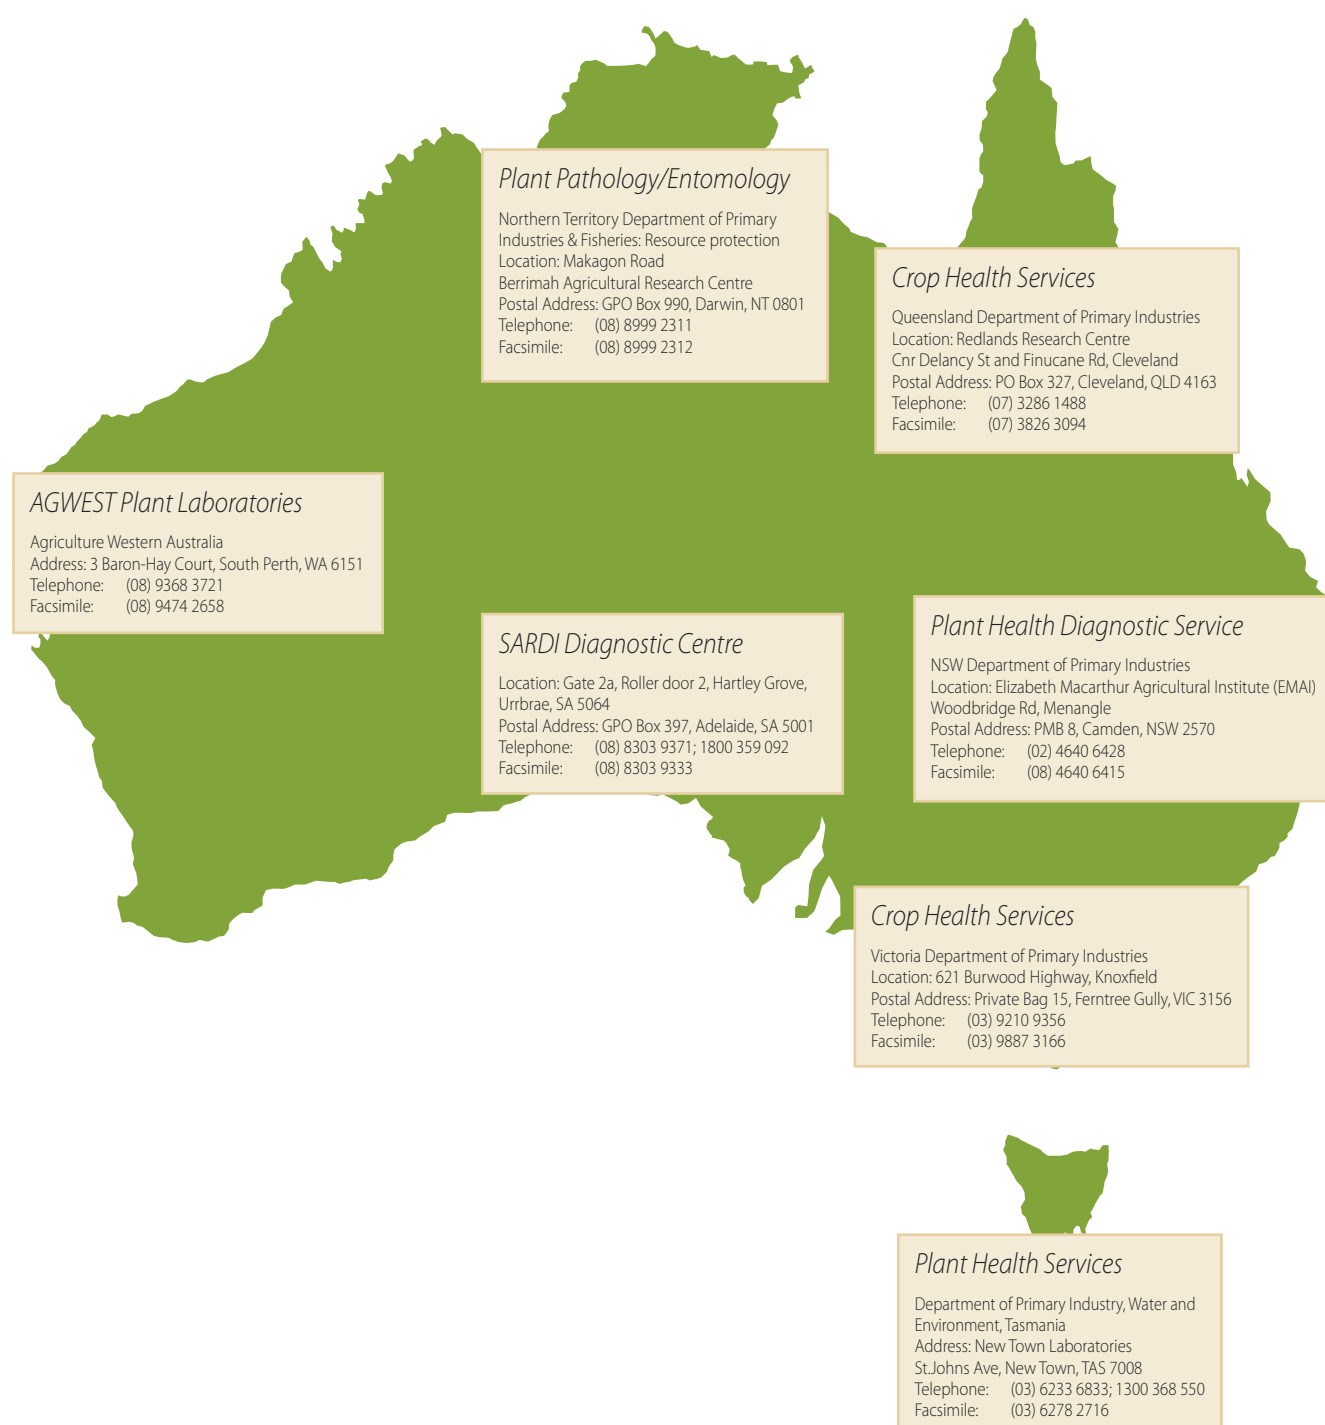 Plant Pathology/Entomology
Northern Territory Department of Primary
Industries & Fisheries: Resource protection
Location: Makagon Road
Berrimah Agricultural Research Centre
Postal Address: GPO Box 990, Darwin, NT 0801
Telephone: (08) 8999 2311
Facsimile: (08) 8999 2312
Crop Health Services
Queensland Department of Primary Industries
Location: Redlands Research Centre
Cnr Delancy St and Finucane Rd, Cleveland
Postal Address: PO Box 327, Cleveland, QLD 4163
Telephone: (07) 3286 1488
Facsimile: (07) 3826 3094
AGWEST Plant Laboratories
Agriculture Western Australia
Address: 3 Baron-Hay Court, South Perth, WA 6151
Telephone: (08) 9368 3721
Facsimile: (08) 9474 2658
SARDI Diagnostic Centre
Location: Gate 2a, Roller door 2, Hartley Grove,
Urrbrae, SA 5064
Postal Address: GPO Box 397, Adelaide, SA 5001
Telephone: (08) 8303 9371; 1800 359 092
Facsimile: (08) 8303 9333
Plant Health Diagnostic Service
NSW Department of Primary Industries
Location: Elizabeth Macarthur Agricultural Institute (EMAI)
Woodbridge Rd, Menangle
Postal Address: PMB 8, Camden, NSW 2570
Telephone: (02) 4640 6428
Facsimile: (08) 4640 6415
Crop Health Services
Victoria Department of Primary Industries
Location: 621 Burwood Highway, Knoxfield
Postal Address: Private Bag 15, Ferntree Gully, VIC 3156
Telephone: (03) 9210 9356
Facsimile: (03) 9887 3166
Plant Health Services
Department of Primary Industry, Water and
Environment, Tasmania
Address: New Town Laboratories
St.Johns Ave, New Town, TAS 7008
Telephone: (03) 6233 6833; 1300 368 550
Facsimile: (03) 6278 2716